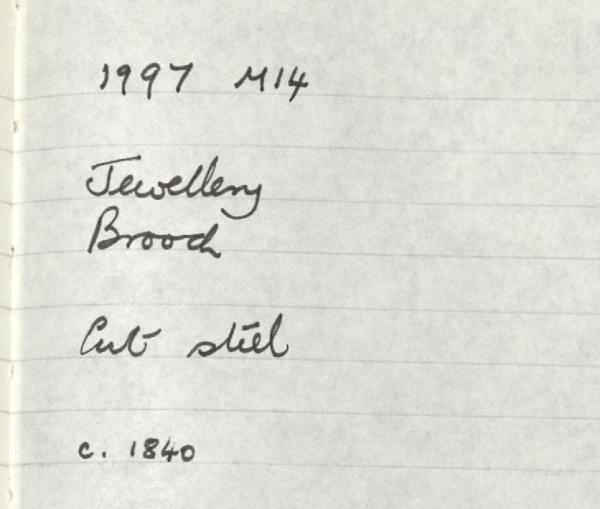 1997 M14
Jewellery
Brooch
Cut steel
c. 1840